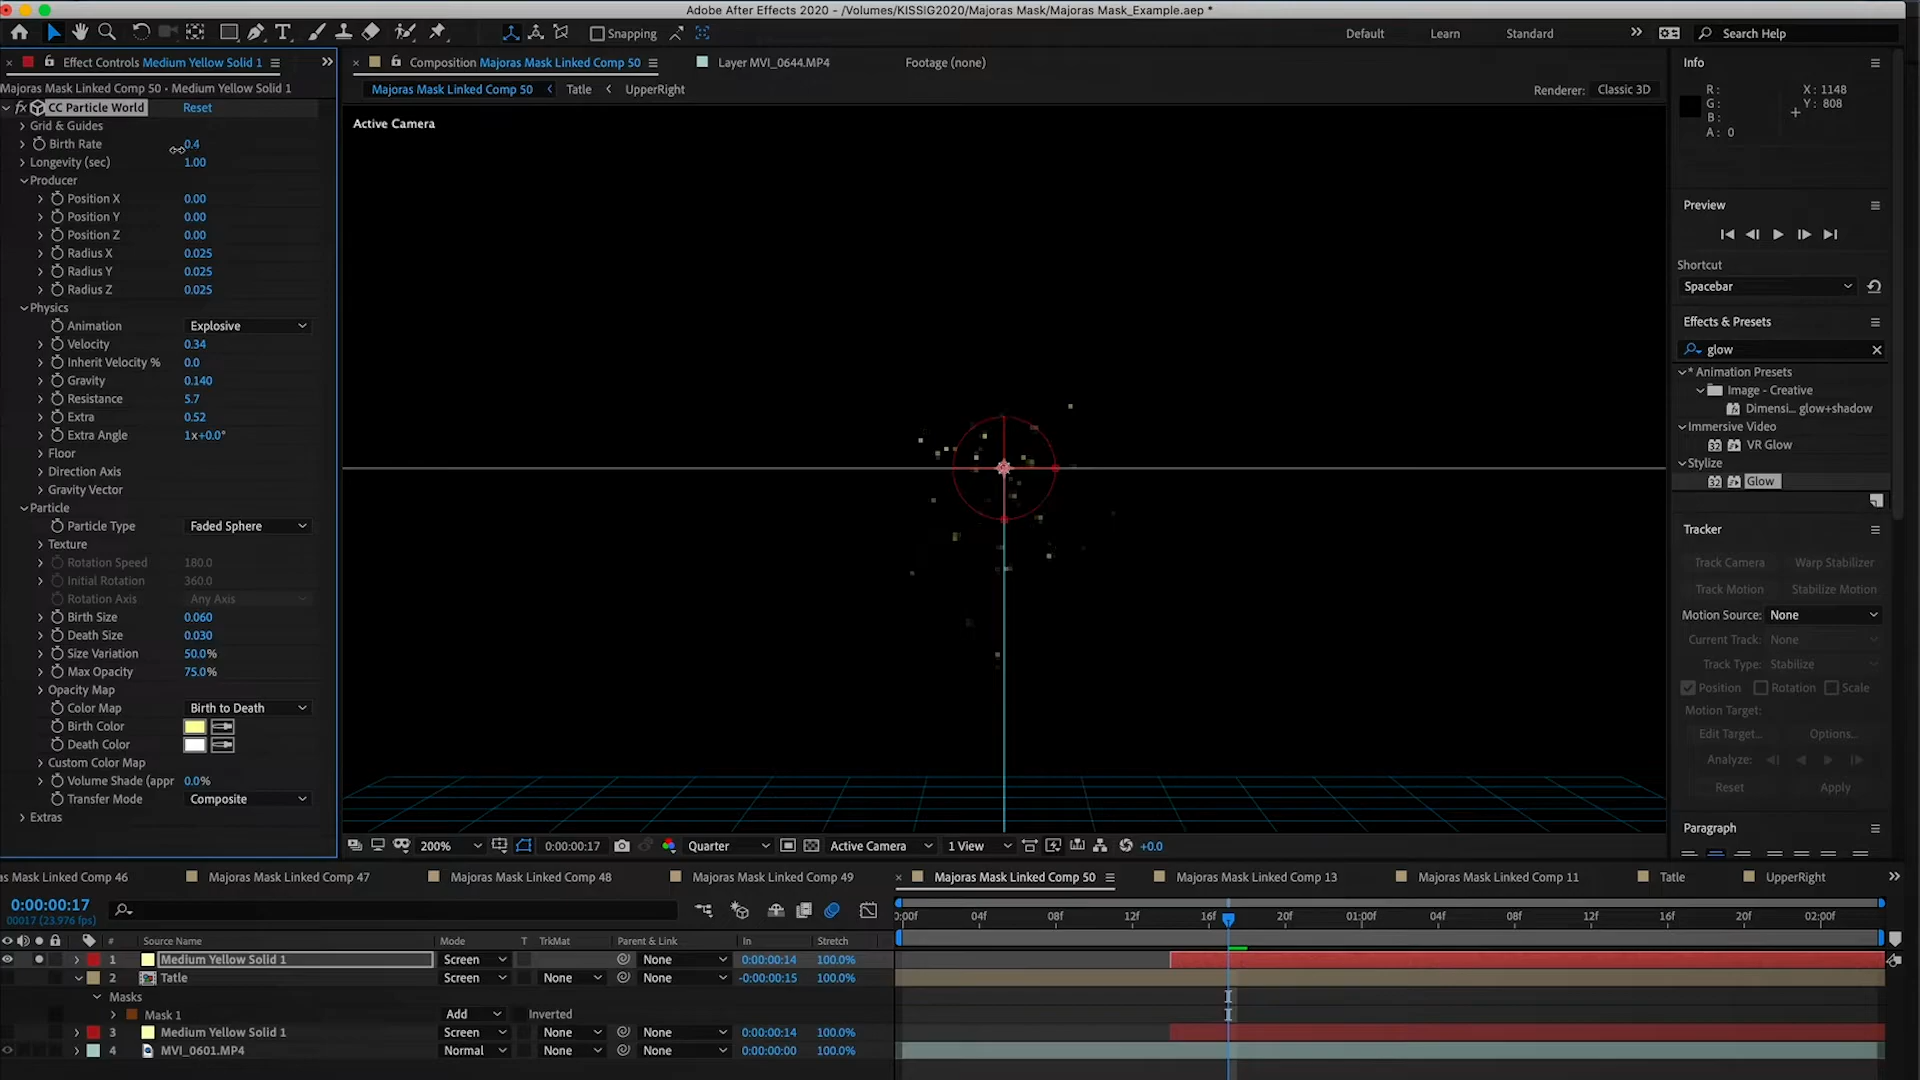 Adobe After Effects 2020 - /Volumes/KISSIG2020/Majoras Mask/Majoras Mask_Example.aep *
Snapping
Default
Learn
Standard
Search Help
Effect Controls Medium Yellow Solid 1
Majoras Mask Linked Comp 50 • Medium Yellow Solid 1
fx CC Particle World Reset
Grid & Guides
Birth Rate 0.4
Longevity (sec) 1.00
Producer
Position X 0.00
Position Y 0.00
Position Z 0.00
Radius X 0.025
Radius Y 0.025
Radius Z 0.025
Physics
Animation Explosive
Velocity 0.34
Inherit Velocity % 0.0
Gravity 0.140
Resistance 5.7
Extra 0.52
Extra Angle 1x+0.0°
Floor
Direction Axis
Gravity Vector
Particle
Particle Type Faded Sphere
Texture
Rotation Speed 180.0
Initial Rotation 360.0
Rotation Axis Any Axis
Birth Size 0.060
Death Size 0.030
Size Variation 50.0%
Max Opacity 75.0%
Opacity Map
Color Map Birth to Death
Birth Color
Death Color
Custom Color Map
Volume Shade (appr 0.0%
Transfer Mode Composite
Extras
Composition Majoras Mask Linked Comp 50
Layer MVI_0644.MP4
Footage (none)
Majoras Mask Linked Comp 50 Tatle UpperRight
Renderer: Classic 3D
Active Camera
200% 0:00:00:17 Quarter Active Camera 1 View +0.0
Info
R:
G:
B:
A: 0
X: 1148
Y: 808
Preview
Shortcut
Spacebar
Effects & Presets
glow
* Animation Presets
Image - Creative
Dimensi... glow+shadow
Immersive Video
32 VR Glow
Stylize
32 Glow
Tracker
Track Camera Warp Stabilizer
Track Motion Stabilize Motion
Motion Source: None
Current Track: None
Track Type: Stabilize
Position Rotation Scale
Motion Target:
Edit Target... Options...
Analyze:
Reset Apply
Paragraph
as Mask Linked Comp 46
Majoras Mask Linked Comp 47
Majoras Mask Linked Comp 48
Majoras Mask Linked Comp 49
Majoras Mask Linked Comp 50
Majoras Mask Linked Comp 13
Majoras Mask Linked Comp 11
Tatle
UpperRight
0:00:00:17
00017 (23.976 fps)
0:00f 04f 08f 12f 16f 20f 01:00f 04f 08f 12f 16f 20f 02:00f
# Source Name Mode T TrkMat Parent & Link In Stretch
1 Medium Yellow Solid 1 Screen None 0:00:00:14 100.0%
2 Tatle Screen None None -0:00:00:15 100.0%
Masks
Mask 1 Add Inverted
3 Medium Yellow Solid 1 Screen None None 0:00:00:14 100.0%
4 MVI_0601.MP4 Normal None None 0:00:00:00 100.0%